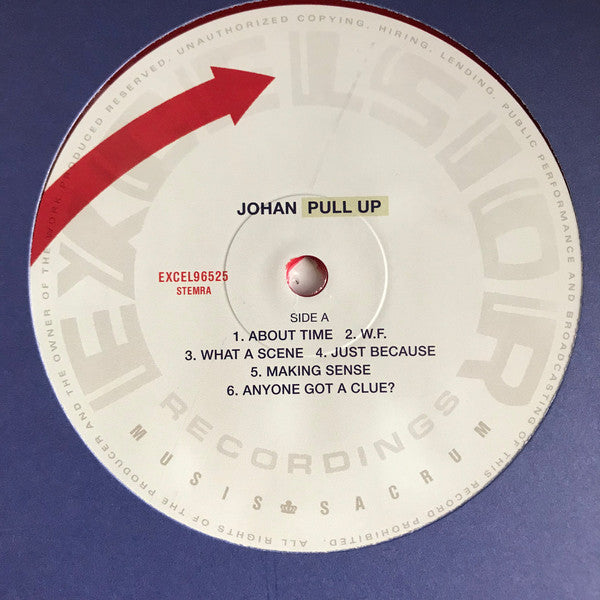 ALL RIGHTS OF THE PRODUCER AND THE OWNER OF THE WORK PRODUCED RESERVED. UNAUTHORIZED COPYING, HIRING, LENDING, PUBLIC PERFORMANCE AND BROADCASTING OF THIS RECORD PROHIBITED.
EXCELSIOR
JOHAN PULL UP
EXCEL96525
STEMRA
SIDE A
1. ABOUT TIME 2. W.F.
3. WHAT A SCENE 4. JUST BECAUSE
5. MAKING SENSE
6. ANYONE GOT A CLUE?
RECORDINGS
MUSIS SACRUM